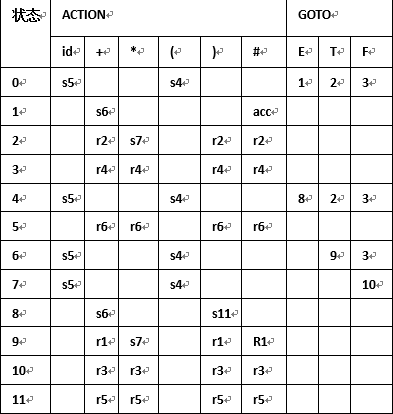 状态 ACTION GOTO
id + * ( ) # E T F
0 s5 s4 1 2 3
1 s6 acc
2 r2 s7 r2 r2
3 r4 r4 r4 r4
4 s5 s4 8 2 3
5 r6 r6 r6 r6
6 s5 s4 9 3
7 s5 s4 10
8 s6 s11
9 r1 s7 r1 R1
10 r3 r3 r3 r3
11 r5 r5 r5 r5